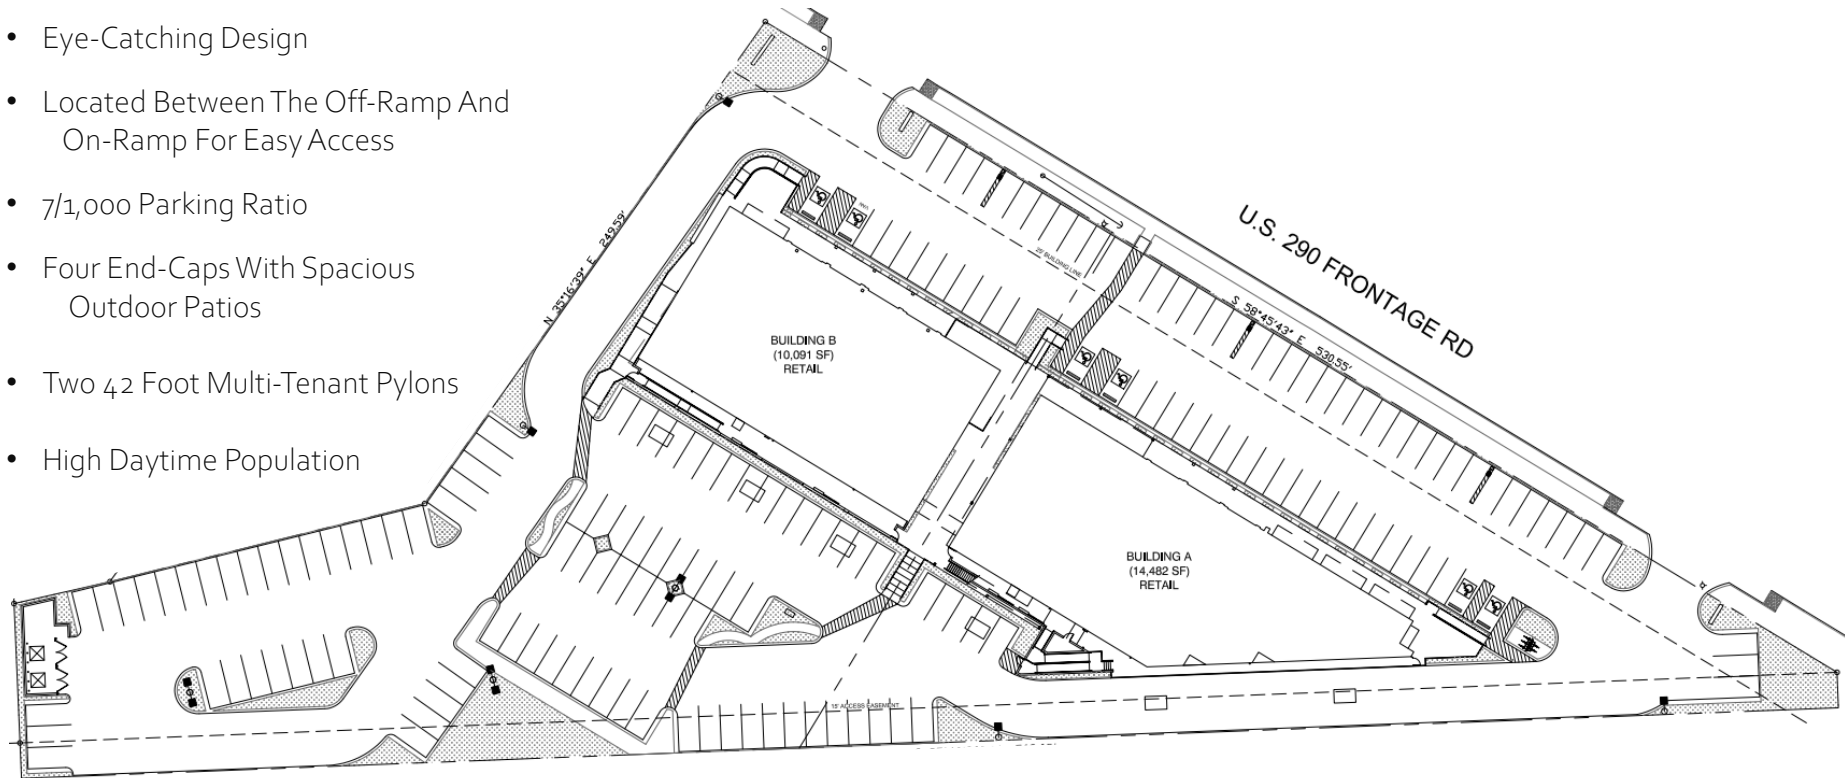 • Eye-Catching Design
• Located Between The Off-Ramp And
On-Ramp For Easy Access
• 7/1,000 Parking Ratio
• Four End-Caps With Spacious
Outdoor Patios
• Two 42 Foot Multi-Tenant Pylons
• High Daytime Population
N 35°16'39" E 249.59'
VAN
25' BUILDING LINE
U.S. 290 FRONTAGE RD
S 58°45'43" E 530.55'
BUILDING B
(10,091 SF)
RETAIL
BUILDING A
(14,482 SF)
RETAIL
15' ACCESS EASEMENT